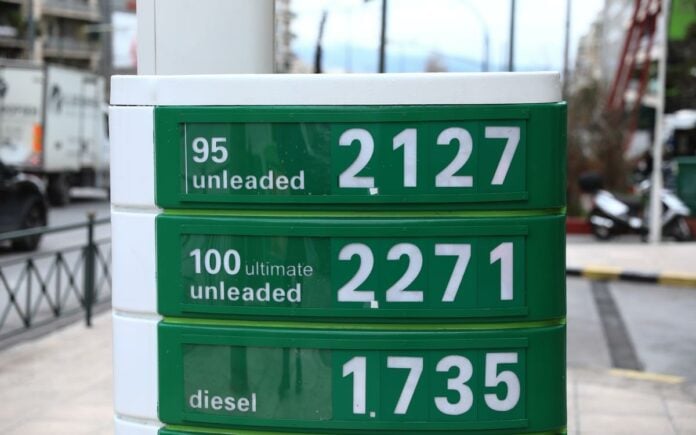 95
unleaded 2.127
100 ultimate
unleaded 2.271
diesel 1.735